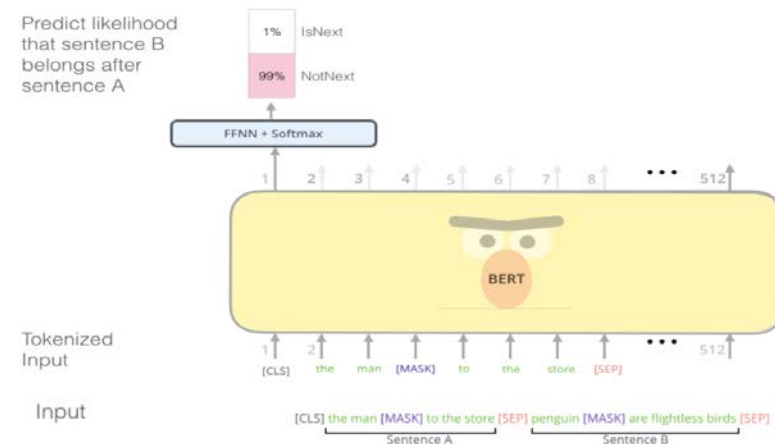 Predict likelihood
that sentence B
belongs after
sentence A
1% IsNext
99% NotNext
FFNN + Softmax
1 2 3 4 5 6 7 8 ••• 512
BERT
Tokenized
Input
1 2 ••• 512
[CLS] the man [MASK] to the store [SEP]
Input
[CLS] the man [MASK] to the store [SEP] penguin [MASK] are flightless birds [SEP]
Sentence A Sentence B